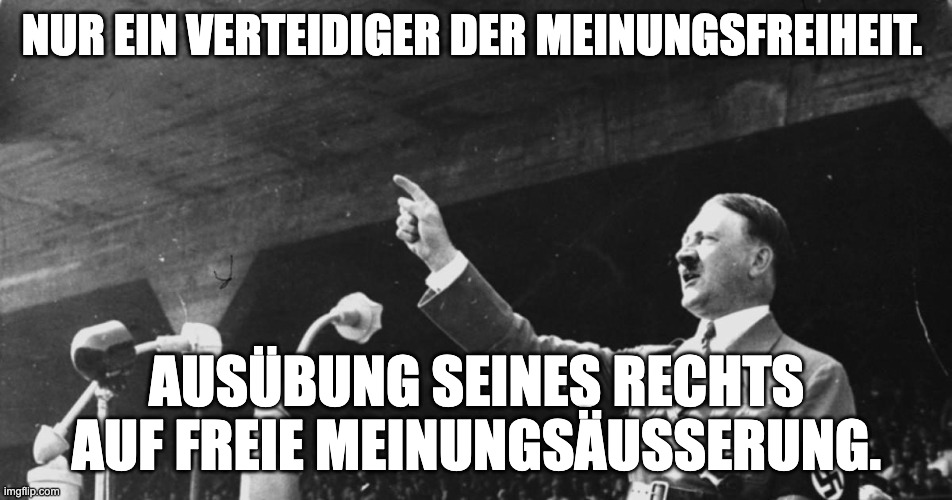 NUR EIN VERTEIDIGER DER MEINUNGSFREIHEIT.
AUSÜBUNG SEINES RECHTS
AUF FREIE MEINUNGSÄUSSERUNG.
imgflip.com